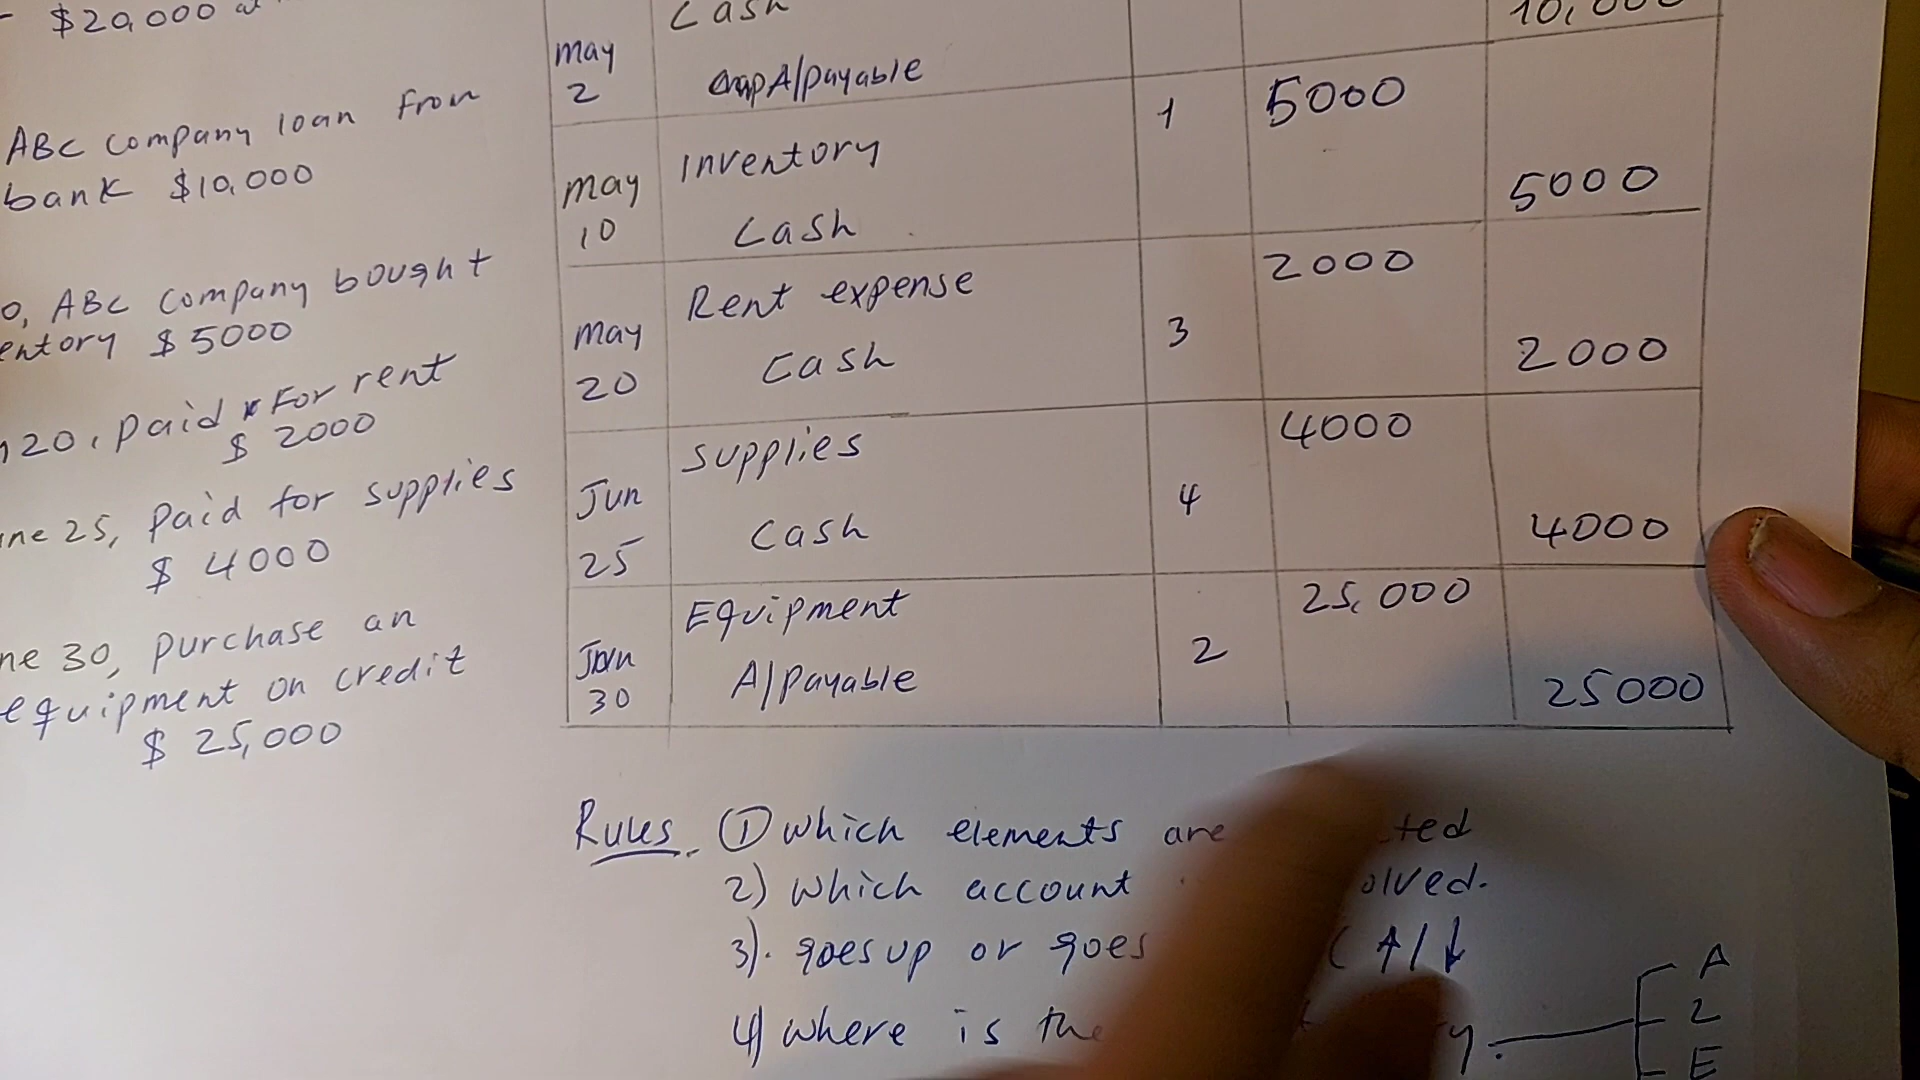 $20,000
ABC company loan from
bank $10,000
0, ABC company bought
entory $5000
20, paid for rent
$ 2000
ne 25, Paid for supplies
$ 4000
ne 30, purchase an
equipment on credit
$ 25,000
Cash 10,000
may 2 A/payable
may 10 Inventory 1 5000
Cash 5000
may 20 Rent expense 3 2000
Cash 2000
Jun 25 supplies 4 4000
Cash 4000
Jun 30 Equipment 2 25,000
A/payable 25000
Rules. 1) which elements are cted
2) which account olved.
3). goes up or goes ( ↑/↓
4) where is the y.
A
L
E